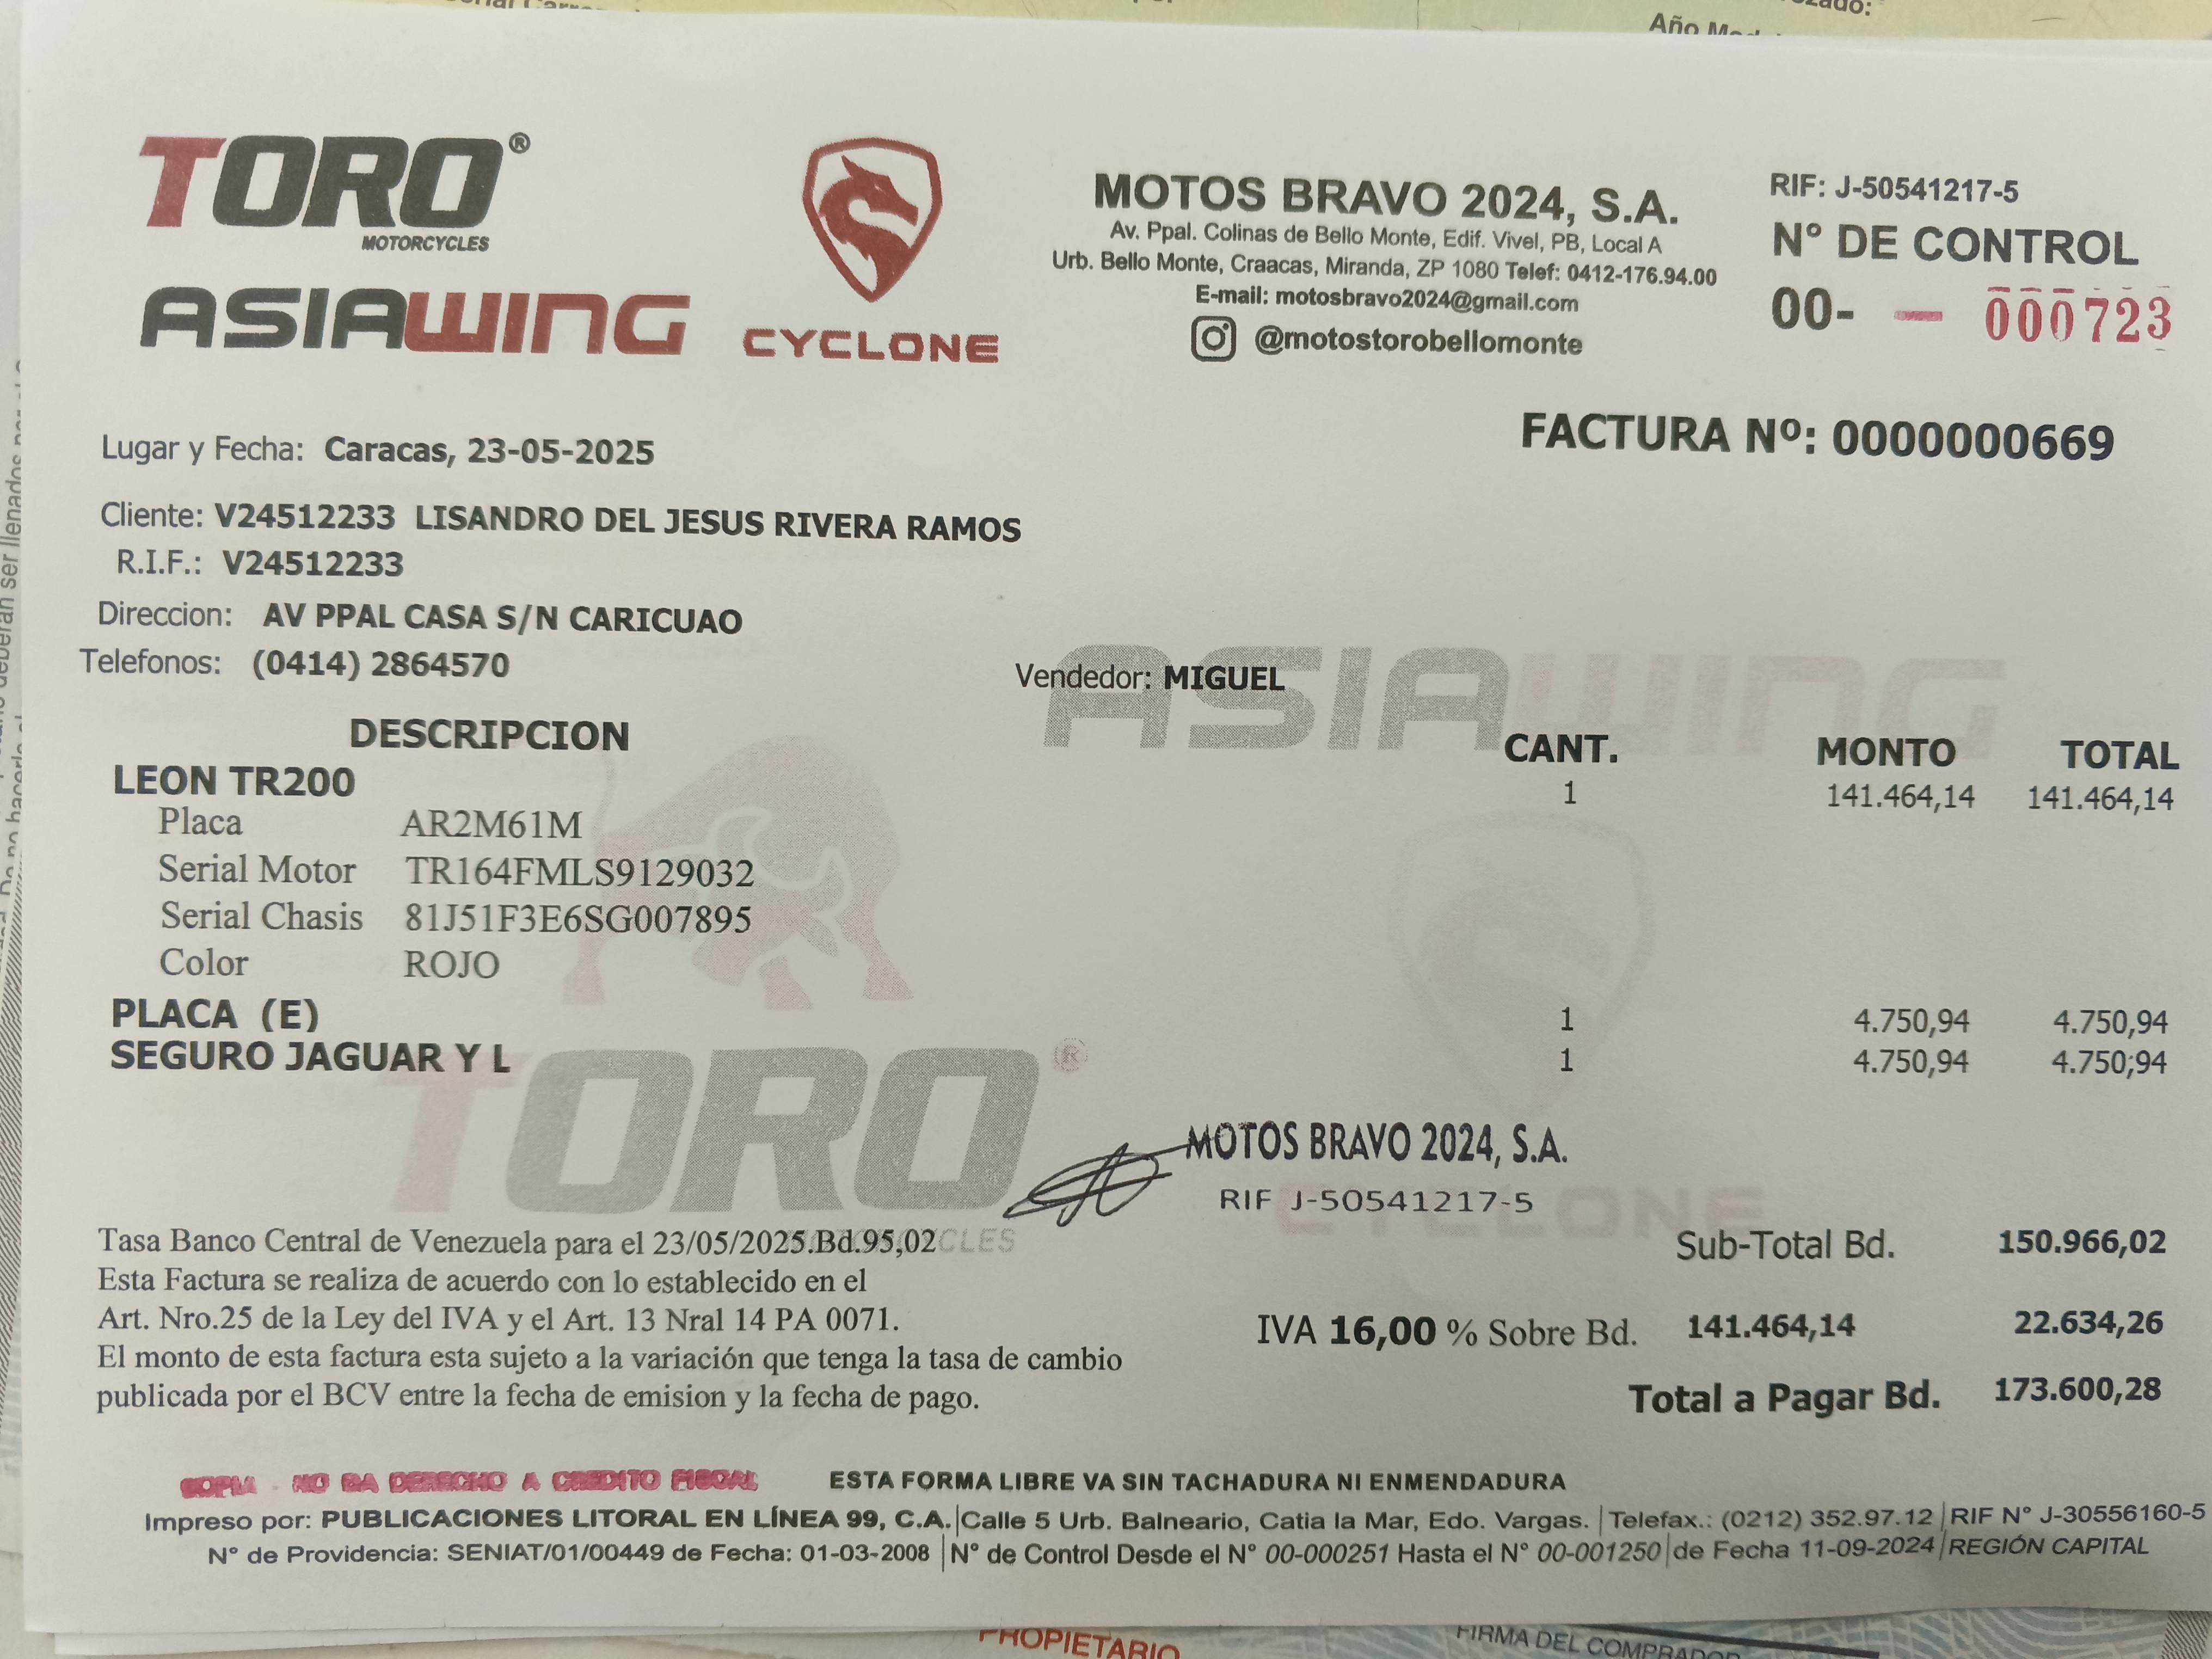 Año
TORO®
MOTORCYCLES
ASIAWING
CYCLONE
MOTOS BRAVO 2024, S.A.
Av. Ppal. Colinas de Bello Monte, Edif. Vivel, PB, Local A
Urb. Bello Monte, Craacas, Miranda, ZP 1080 Telef: 0412-176.94.00
E-mail: motosbravo2024@gmail.com
@motostorobellomonte
RIF: J-50541217-5
N° DE CONTROL
00- - 000723
FACTURA Nº: 0000000669
Lugar y Fecha: Caracas, 23-05-2025
Cliente: V24512233 LISANDRO DEL JESUS RIVERA RAMOS
R.I.F.: V24512233
Direccion: AV PPAL CASA S/N CARICUAO
Telefonos: (0414) 2864570
Vendedor: MIGUEL
ASIAWING
DESCRIPCION CANT. MONTO TOTAL
LEON TR200 1 141.464,14 141.464,14
Placa AR2M61M
Serial Motor TR164FMLS9129032
Serial Chasis 81J51F3E6SG007895
Color ROJO
PLACA (E) 1 4.750,94 4.750,94
SEGURO JAGUAR Y L 1 4.750,94 4.750,94
TORO®
CYCLONE
MOTOS BRAVO 2024, S.A.
RIF J-50541217-5
Tasa Banco Central de Venezuela para el 23/05/2025.Bd.95,02
Esta Factura se realiza de acuerdo con lo establecido en el
Art. Nro.25 de la Ley del IVA y el Art. 13 Nral 14 PA 0071.
El monto de esta factura esta sujeto a la variación que tenga la tasa de cambio
publicada por el BCV entre la fecha de emision y la fecha de pago.
Sub-Total Bd. 150.966,02
IVA 16,00 % Sobre Bd. 141.464,14 22.634,26
Total a Pagar Bd. 173.600,28
COPIA - NO DA DERECHO A CREDITO FISCAL
ESTA FORMA LIBRE VA SIN TACHADURA NI ENMENDADURA
Impreso por: PUBLICACIONES LITORAL EN LÍNEA 99, C.A. | Calle 5 Urb. Balneario, Catia la Mar, Edo. Vargas. | Telefax.: (0212) 352.97.12 | RIF N° J-30556160-5
N° de Providencia: SENIAT/01/00449 de Fecha: 01-03-2008 | N° de Control Desde el N° 00-000251 Hasta el N° 00-001250 | de Fecha 11-09-2024 | REGIÓN CAPITAL
PROPIETARIO
FIRMA DEL COMPRADOR